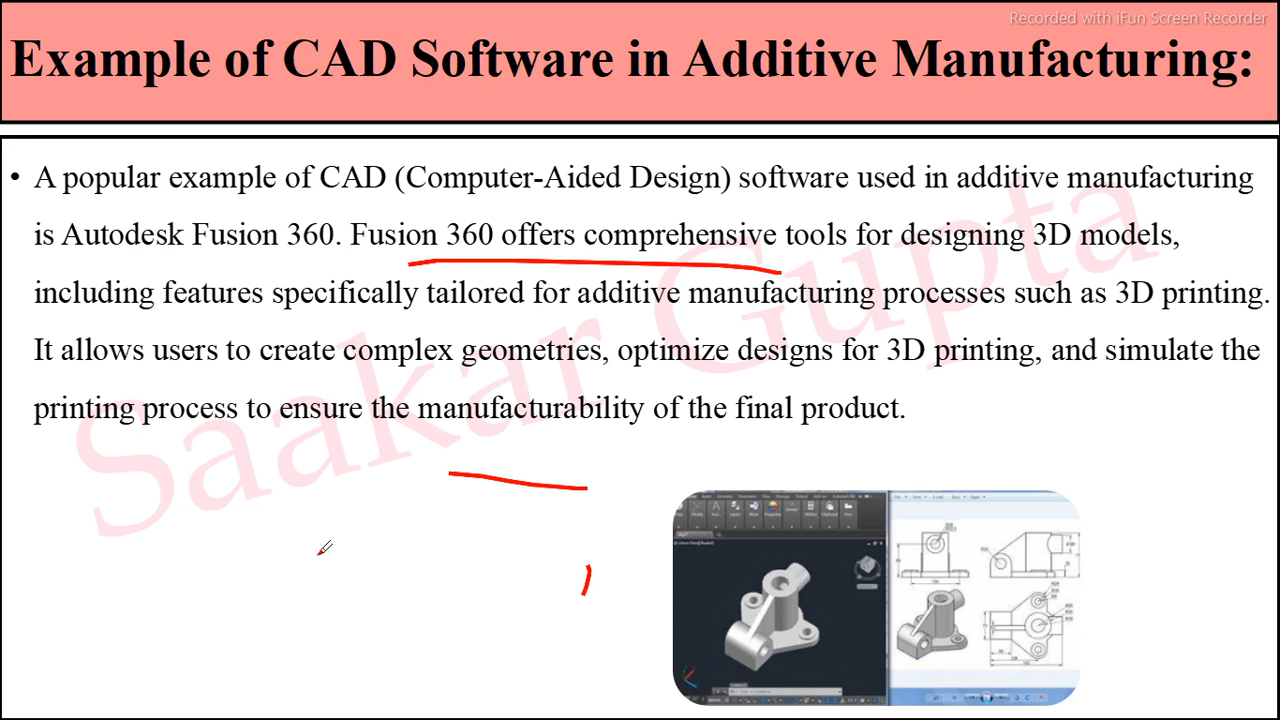 Recorded with iFun Screen Recorder
Example of CAD Software in Additive Manufacturing:
• A popular example of CAD (Computer-Aided Design) software used in additive manufacturing
is Autodesk Fusion 360. Fusion 360 offers comprehensive tools for designing 3D models,
including features specifically tailored for additive manufacturing processes such as 3D printing.
It allows users to create complex geometries, optimize designs for 3D printing, and simulate the
printing process to ensure the manufacturability of the final product.
Saakar Gupta